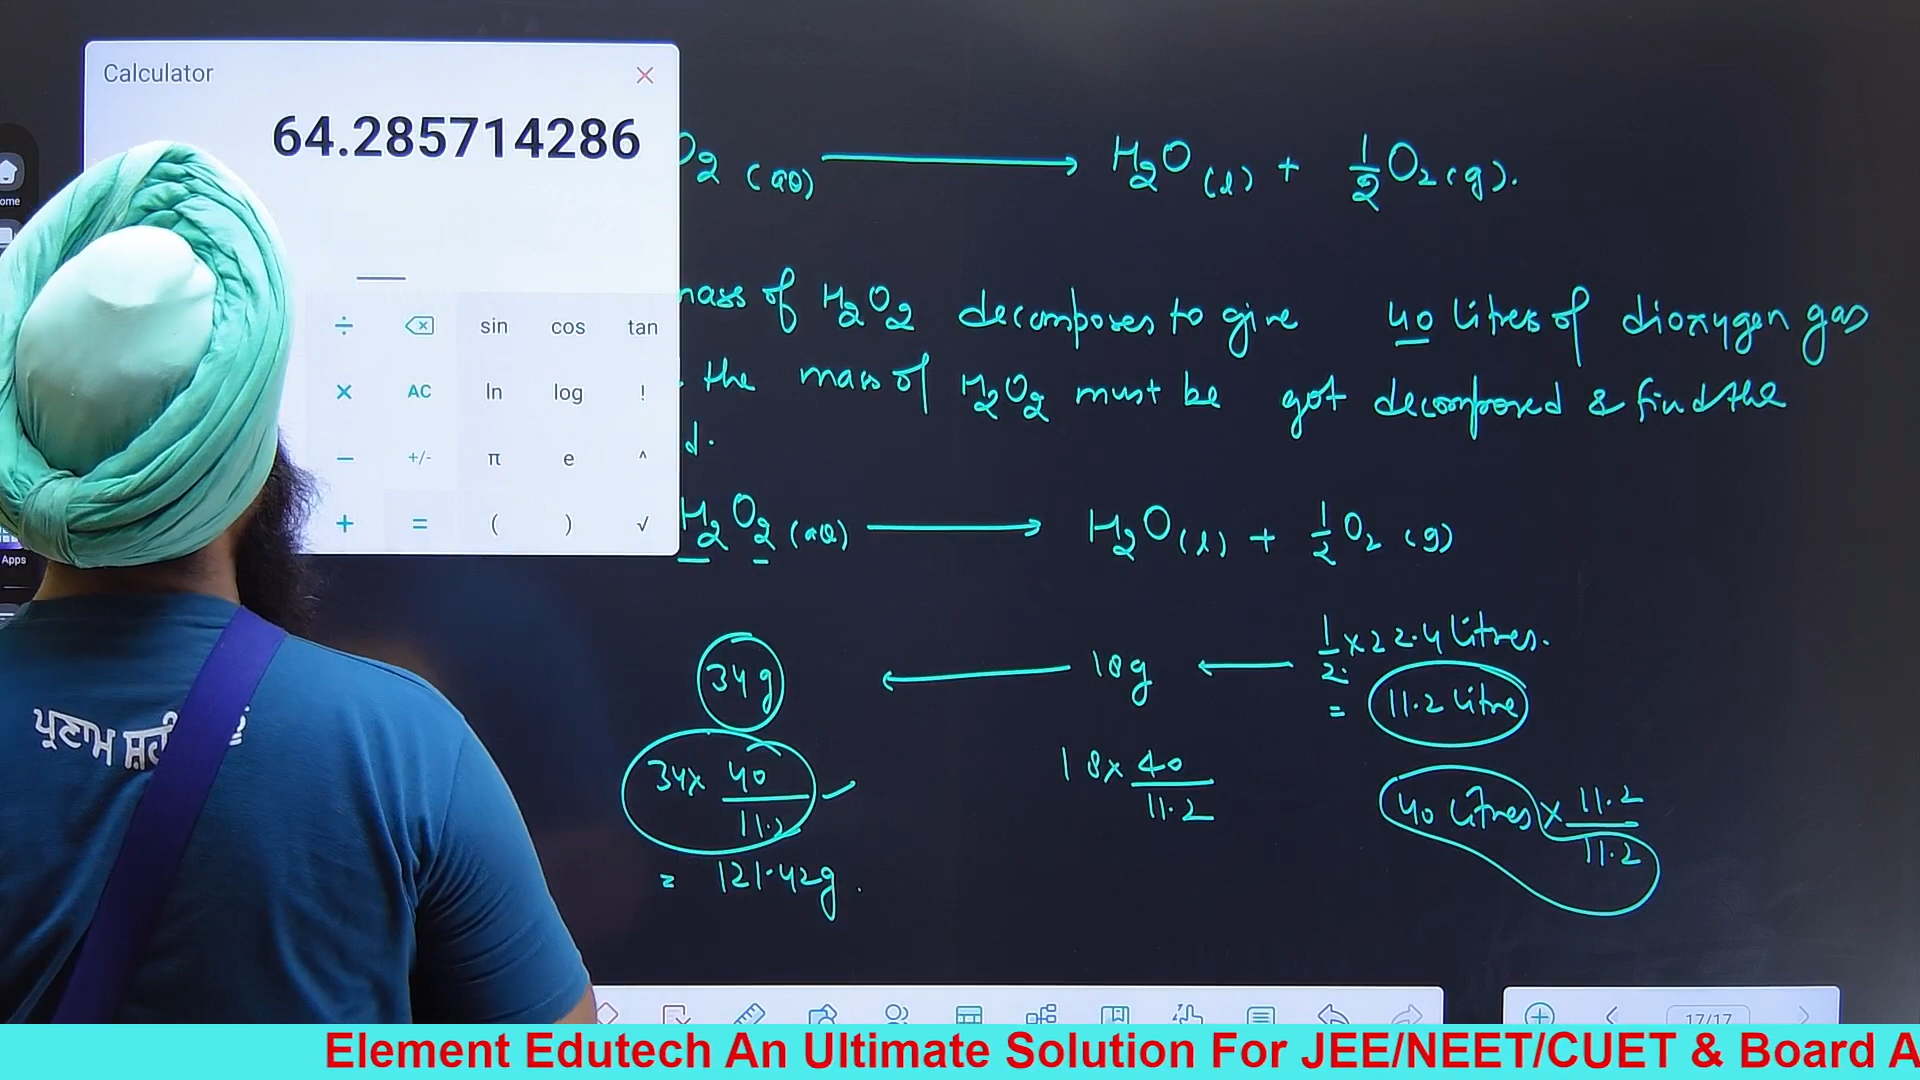 Calculator
64.285714286
O2 (aq) → H2O (l) + 1/2 O2 (g).
ome
÷ sin cos tan
× AC ln log !
− +/- π e ^
+ = ( ) √
Apps
mass of H2O2 decomposes to give 40 litres of dioxygen gas
the mass of H2O2 must be got decomposed & find the
d.
H2O2 (aq) → H2O (l) + 1/2 O2 (g)
34g ← 18g ← 1/2 × 22.4 litres.
= 11.2 litre
34 × 40/11.2 18 × 40/11.2 40 litres × 11.2/11.2
= 121.42g.
ਪ੍ਰਣਾਮ
17/17
Element Edutech An Ultimate Solution For JEE/NEET/CUET & Board A